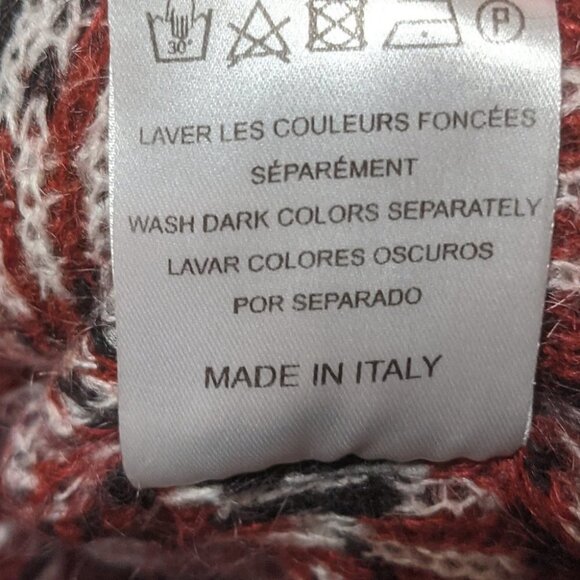 30°
P
LAVER LES COULEURS FONCÉES
SÉPARÉMENT
WASH DARK COLORS SEPARATELY
LAVAR COLORES OSCUROS
POR SEPARADO
MADE IN ITALY